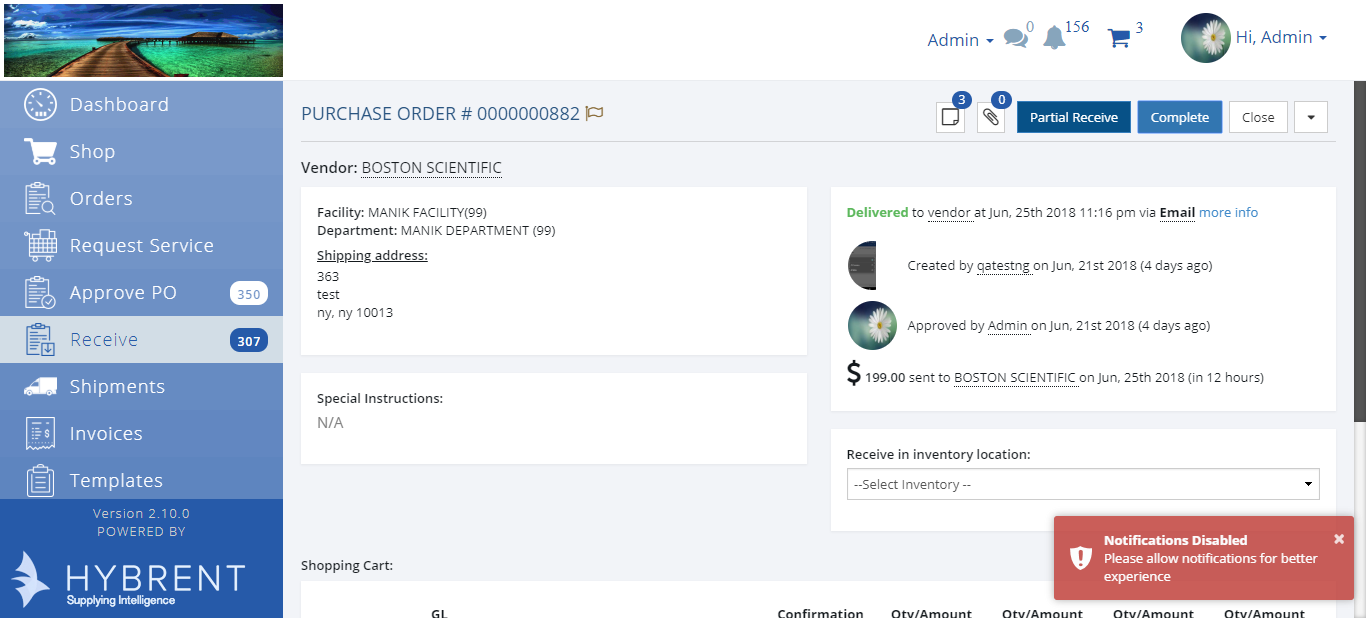 Admin
0
156
3
Hi, Admin
Dashboard
Shop
Orders
Request Service
Approve PO 350
Receive 307
Shipments
Invoices
Templates
Version 2.10.0
POWERED BY
HYBRENT
Supplying Intelligence
PURCHASE ORDER # 0000000882
3
0
Partial Receive
Complete
Close
Vendor: BOSTON SCIENTIFIC
Facility: MANIK FACILITY(99)
Department: MANIK DEPARTMENT (99)
Shipping address:
363
test
ny, ny 10013
Special Instructions:
N/A
Delivered to vendor at Jun, 25th 2018 11:16 pm via Email more info
Created by qatestng on Jun, 21st 2018 (4 days ago)
Approved by Admin on Jun, 21st 2018 (4 days ago)
$ 199.00 sent to BOSTON SCIENTIFIC on Jun, 25th 2018 (in 12 hours)
Receive in inventory location:
--Select Inventory --
Notifications Disabled
Please allow notifications for better
experience
×
Shopping Cart:
GL Confirmation Qty/Amount Qty/Amount Qty/Amount Qty/Amount